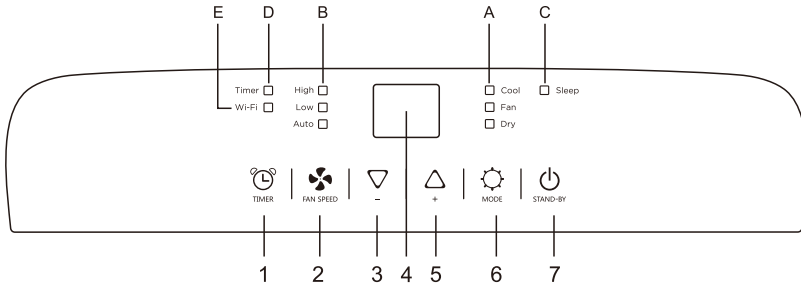 E D B A C
Timer High Cool Sleep
Wi-Fi Low Fan
Auto Dry
TIMER FAN SPEED − + MODE STAND-BY
1 2 3 4 5 6 7